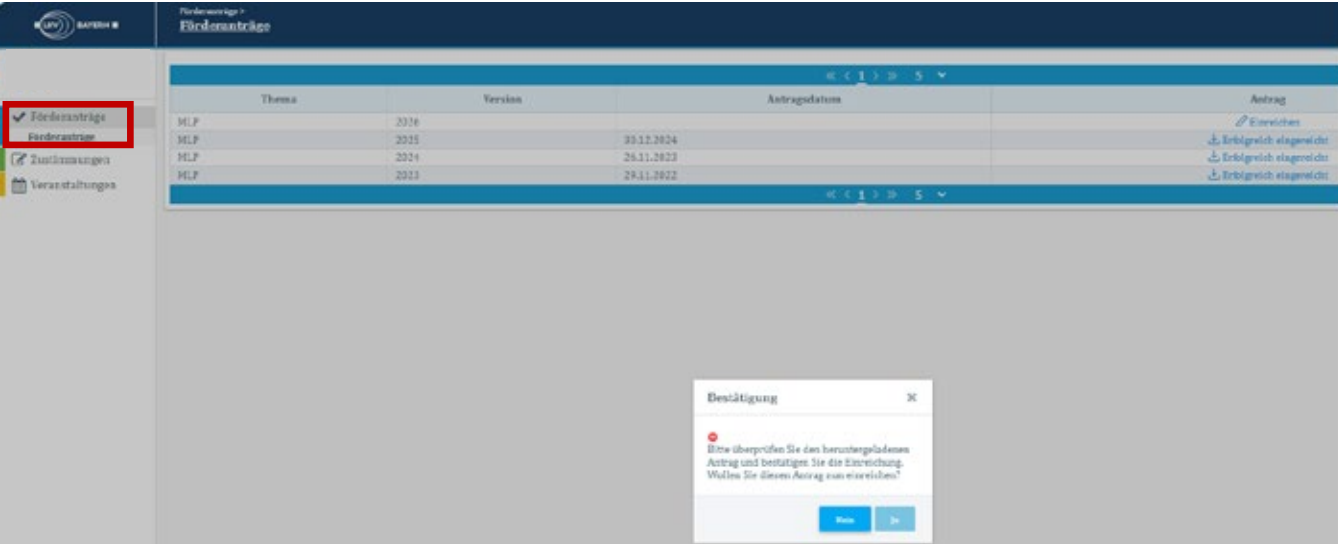 LKV BAYERN
Förderanträge >
Förderanträge
Förderanträge
Förderanträge
Zustimmungen
Veranstaltungen
« < 1 > » 5
Thema Version Antragsdatum Antrag
MLP 2026 Einreichen
MLP 2025 30.12.2024 Erfolgreich eingereicht
MLP 2024 26.11.2023 Erfolgreich eingereicht
MLP 2023 29.11.2022 Erfolgreich eingereicht
« < 1 > » 5
Bestätigung
Bitte überprüfen Sie den heruntergeladenen
Antrag und bestätigen Sie die Einreichung.
Wollen Sie diesen Antrag nun einreichen?
Nein Ja